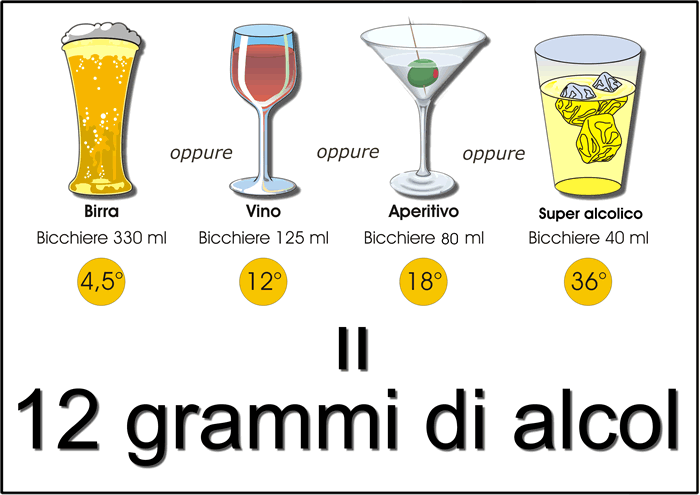 oppure oppure oppure
Birra Vino Aperitivo Super alcolico
Bicchiere 330 ml Bicchiere 125 ml Bicchiere 80 ml Bicchiere 40 ml
4,5° 12° 18° 36°
=
12 grammi di alcol